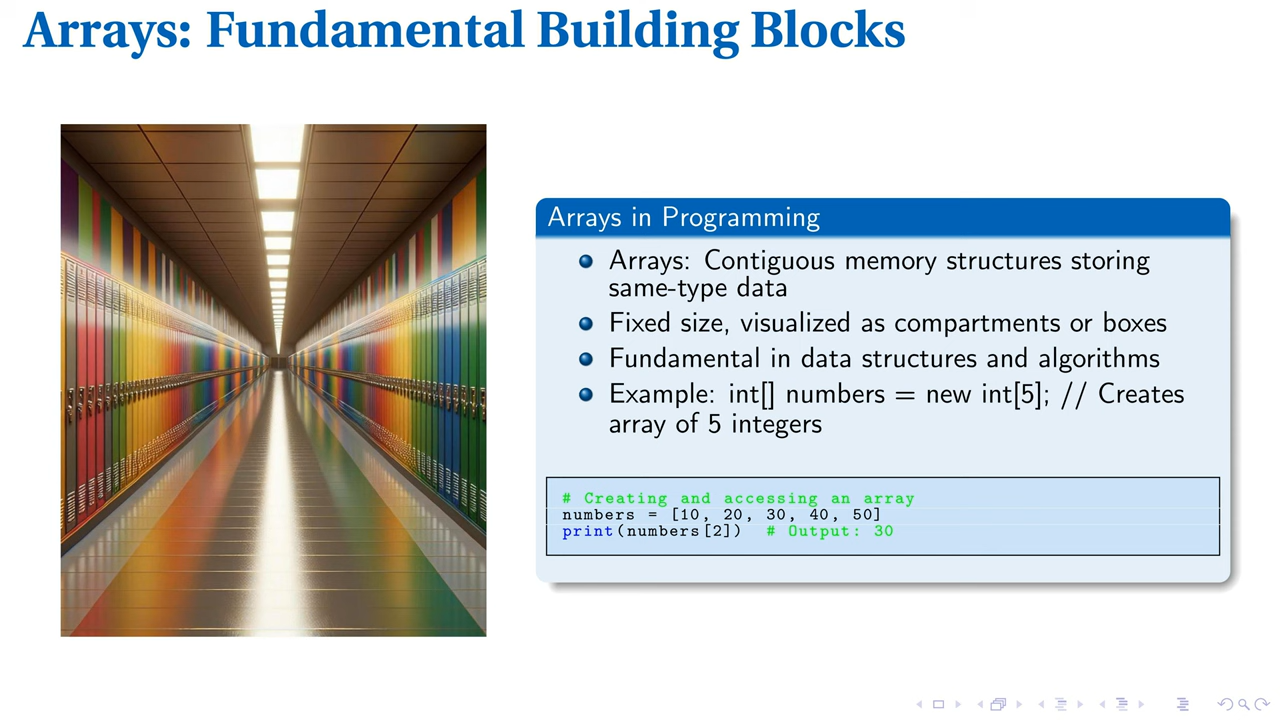 Arrays: Fundamental Building Blocks
Arrays in Programming
Arrays: Contiguous memory structures storing
same-type data
Fixed size, visualized as compartments or boxes
Fundamental in data structures and algorithms
Example: int[] numbers = new int[5]; // Creates
array of 5 integers
# Creating and accessing an array
numbers = [10, 20, 30, 40, 50]
print(numbers[2])  # Output: 30